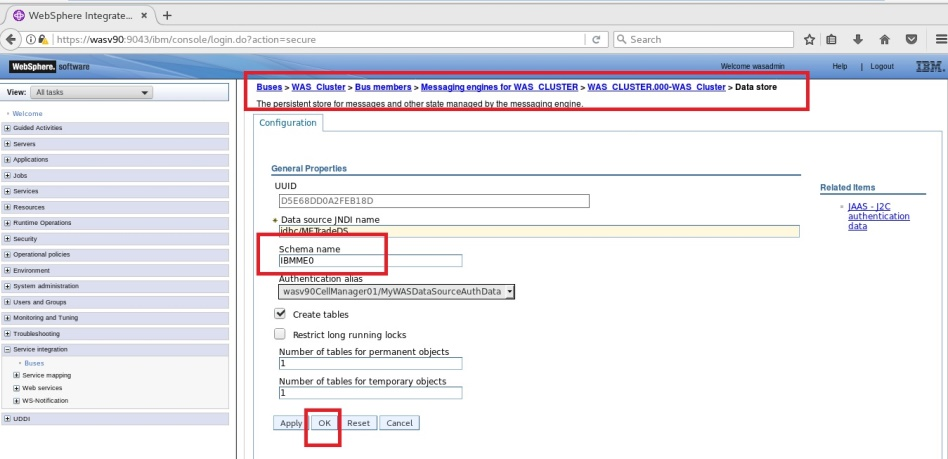 WebSphere Integrate...
https://wasv90:9043/ibm/console/login.do?action=secure
Search
WebSphere. software
Welcome wasadmin
Help | Logout
IBM.
View: All tasks
Welcome
Guided Activities
Servers
Applications
Jobs
Services
Resources
Runtime Operations
Security
Operational policies
Environment
System administration
Users and Groups
Monitoring and Tuning
Troubleshooting
Service integration
Buses
Service mapping
Web services
WS-Notification
UDDI
Buses > WAS_Cluster > Bus members > Messaging engines for WAS_CLUSTER > WAS_CLUSTER.000-WAS_Cluster > Data store
The persistent store for messages and other state managed by the messaging engine.
Configuration
General Properties
UUID
D5E68DD0A2FEB18D
Data source JNDI name
jdbc/METradeDS
Schema name
IBMME0
Authentication alias
wasv90CellManager01/MyWASDataSourceAuthData
Create tables
Restrict long running locks
Number of tables for permanent objects
1
Number of tables for temporary objects
1
Apply OK Reset Cancel
Related Items
JAAS - J2C
authentication
data